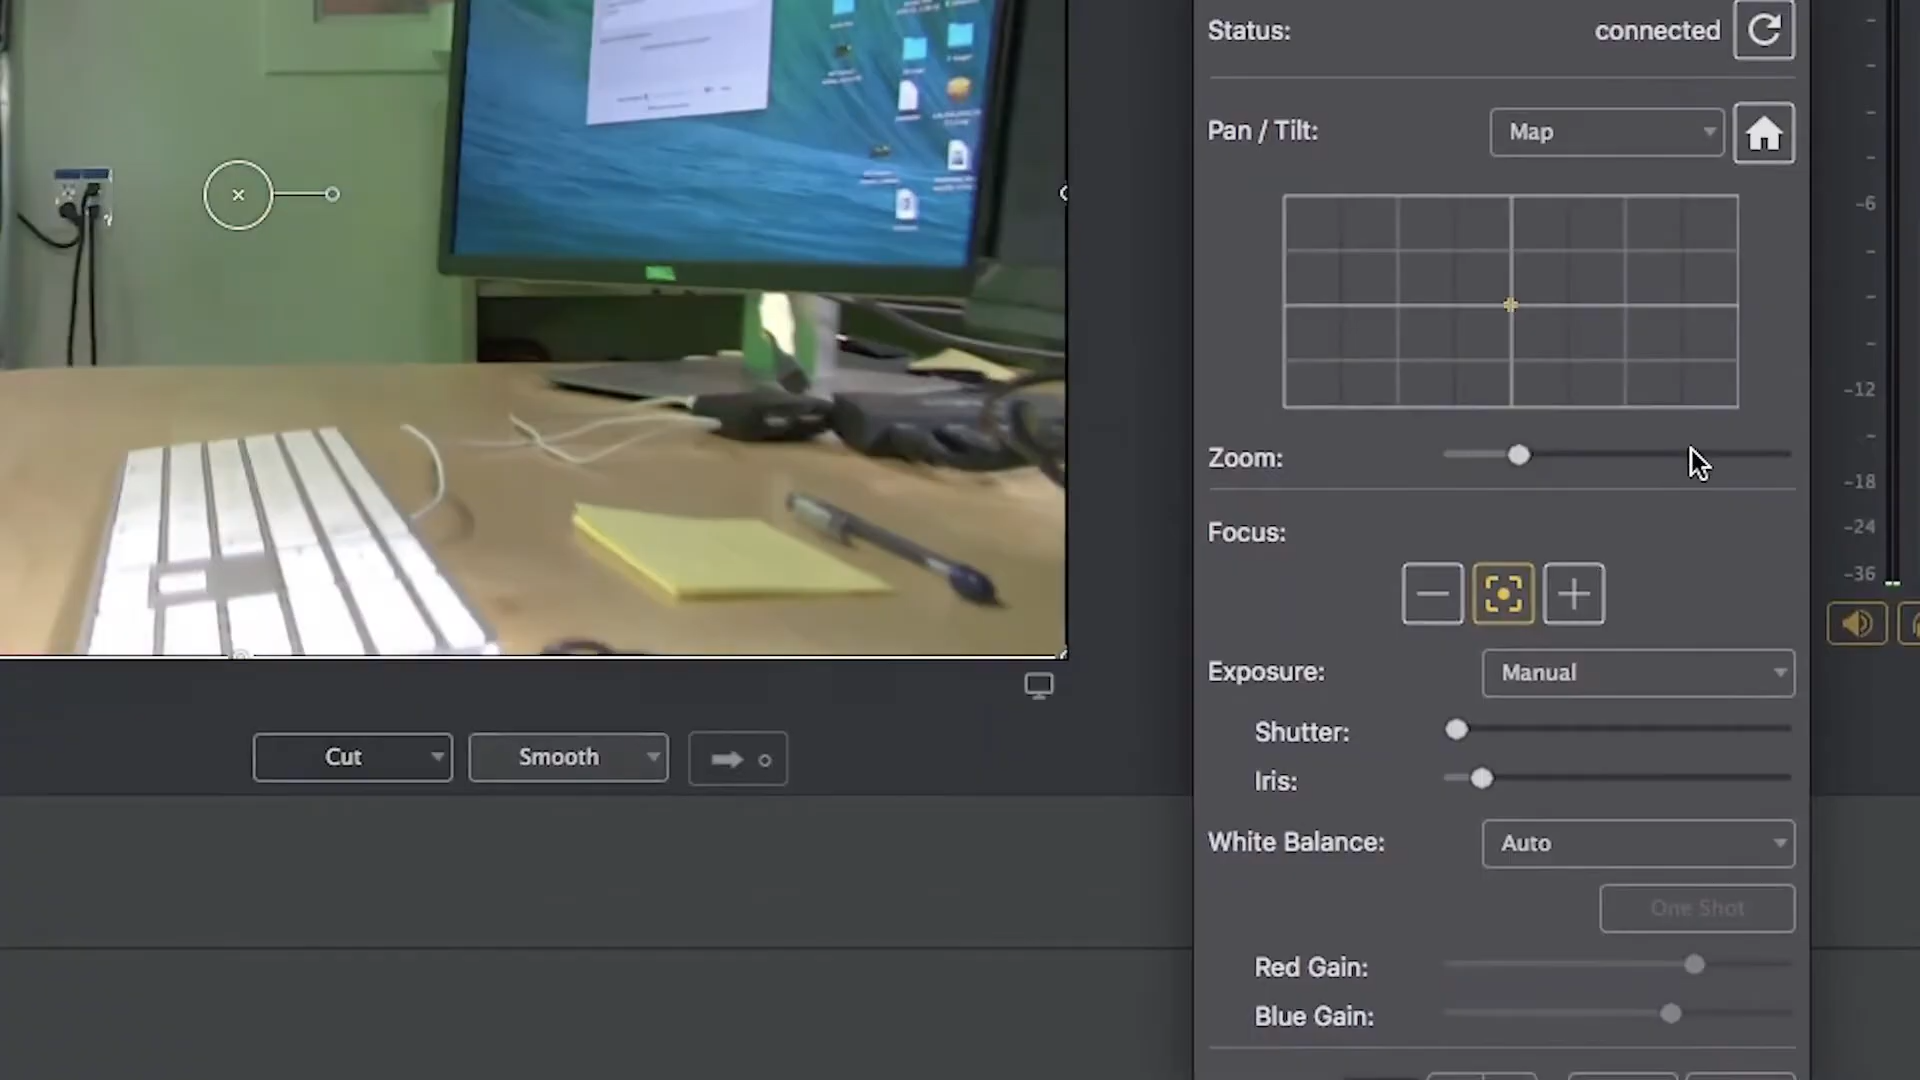 Status:
connected
Pan / Tilt:
Map
-6
-12
Zoom:
-18
Focus:
-24
-36
Exposure:
Manual
Shutter:
Cut
Smooth
Iris:
White Balance:
Auto
One Shot
Red Gain:
Blue Gain: